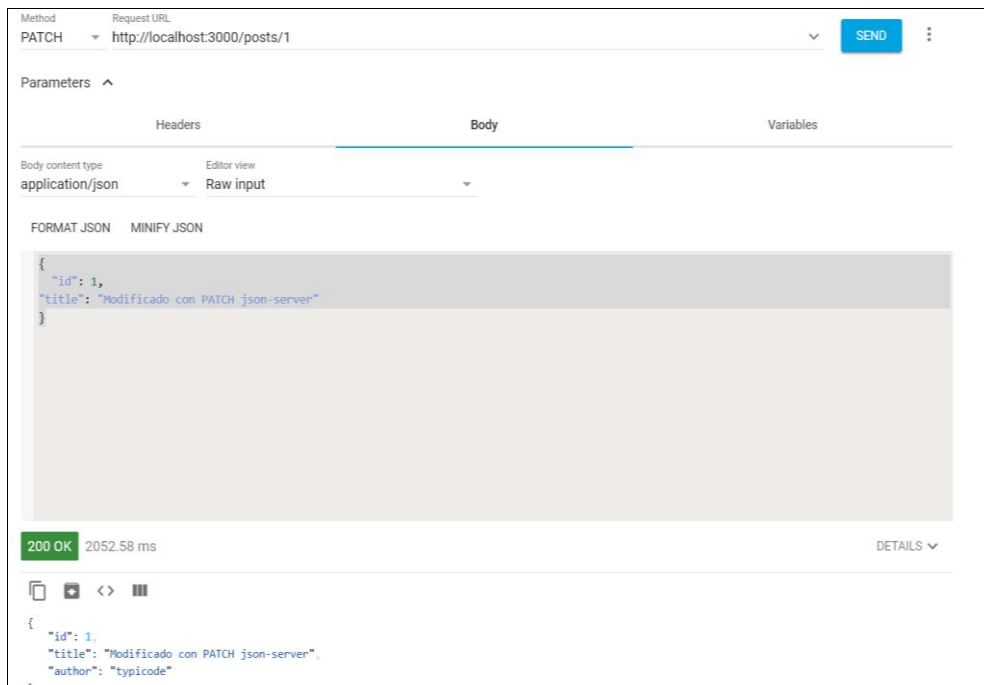 Method Request URL
PATCH http://localhost:3000/posts/1 SEND
Parameters
Headers Body Variables
Body content type Editor view
application/json Raw input
FORMAT JSON MINIFY JSON
{
"id": 1,
"title": "Modificado con PATCH json-server"
}
200 OK 2052.58 ms DETAILS
{
"id": 1,
"title": "Modificado con PATCH json-server",
"author": "typicode"
}